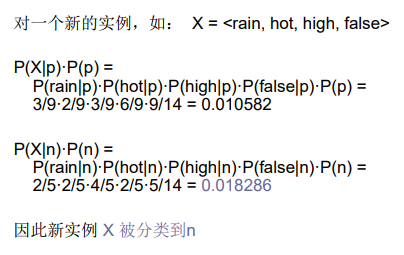 对一个新的实例，如： X = <rain, hot, high, false>
P(X|p)·P(p) =
P(rain|p)·P(hot|p)·P(high|p)·P(false|p)·P(p) =
3/9·2/9·3/9·6/9·9/14 = 0.010582
P(X|n)·P(n) =
P(rain|n)·P(hot|n)·P(high|n)·P(false|n)·P(n) =
2/5·2/5·4/5·2/5·5/14 = 0.018286
因此新实例 X 被分类到n